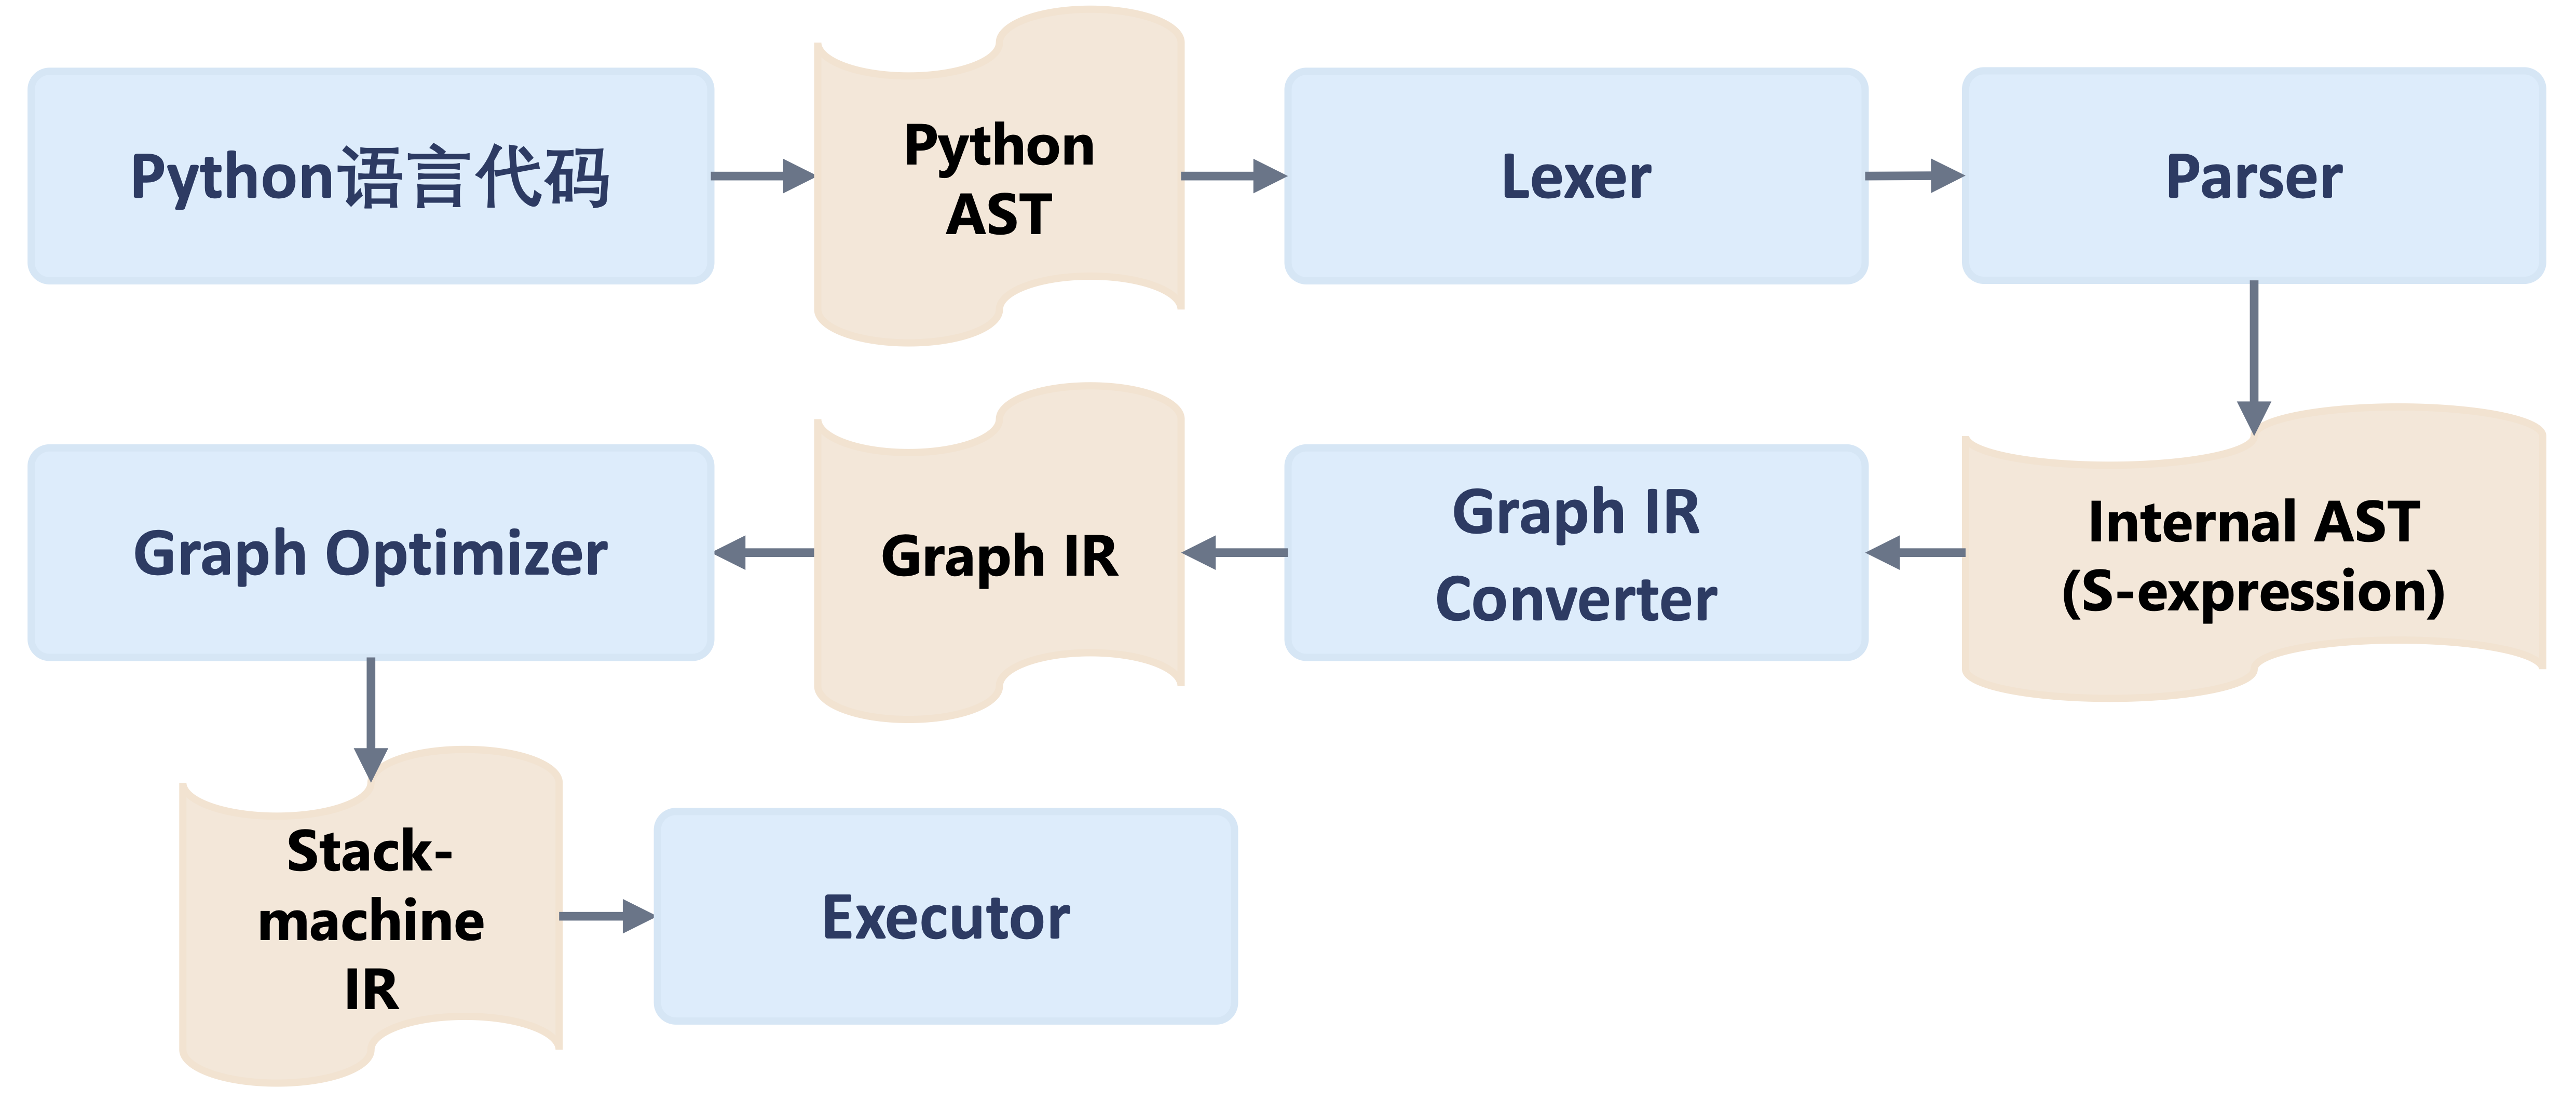 Python语言代码
Python
AST
Lexer
Parser
Internal AST
(S-expression)
Graph IR
Converter
Graph IR
Graph Optimizer
Stack-
machine
IR
Executor